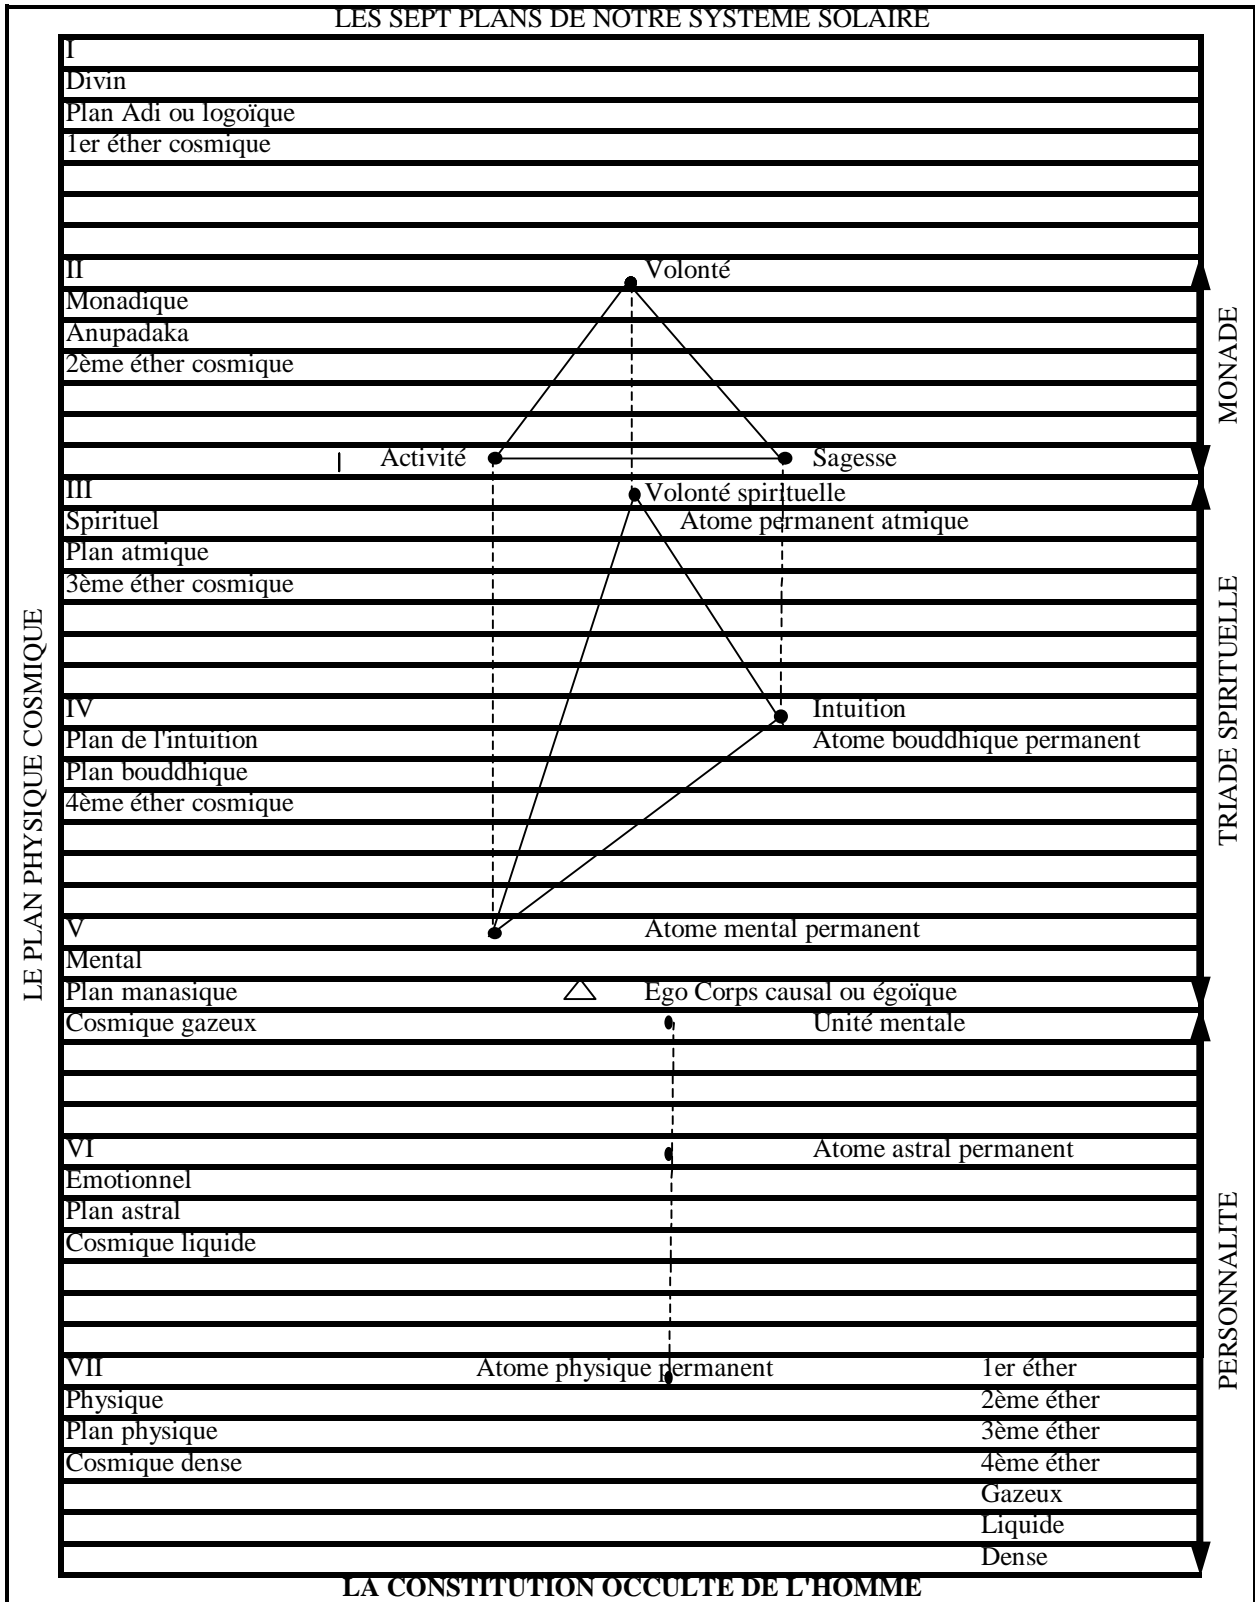 LES SEPT PLANS DE NOTRE SYSTEME SOLAIRE
I
Divin
Plan Adi ou logoïque
1er éther cosmique
II Volonté
Monadique
Anupadaka
2ème éther cosmique
MONADE
Activité Sagesse
III Volonté spirituelle
Spirituel Atome permanent atmique
Plan atmique
3ème éther cosmique
LE PLAN PHYSIQUE COSMIQUE
TRIADE SPIRITUELLE
IV Intuition
Plan de l'intuition Atome bouddhique permanent
Plan bouddhique
4ème éther cosmique
V Atome mental permanent
Mental
Plan manasique Ego Corps causal ou égoïque
Cosmique gazeux Unité mentale
VI Atome astral permanent
Emotionnel
Plan astral
Cosmique liquide
PERSONNALITE
VII Atome physique permanent 1er éther
Physique 2ème éther
Plan physique 3ème éther
Cosmique dense 4ème éther
Gazeux
Liquide
Dense
LA CONSTITUTION OCCULTE DE L'HOMME